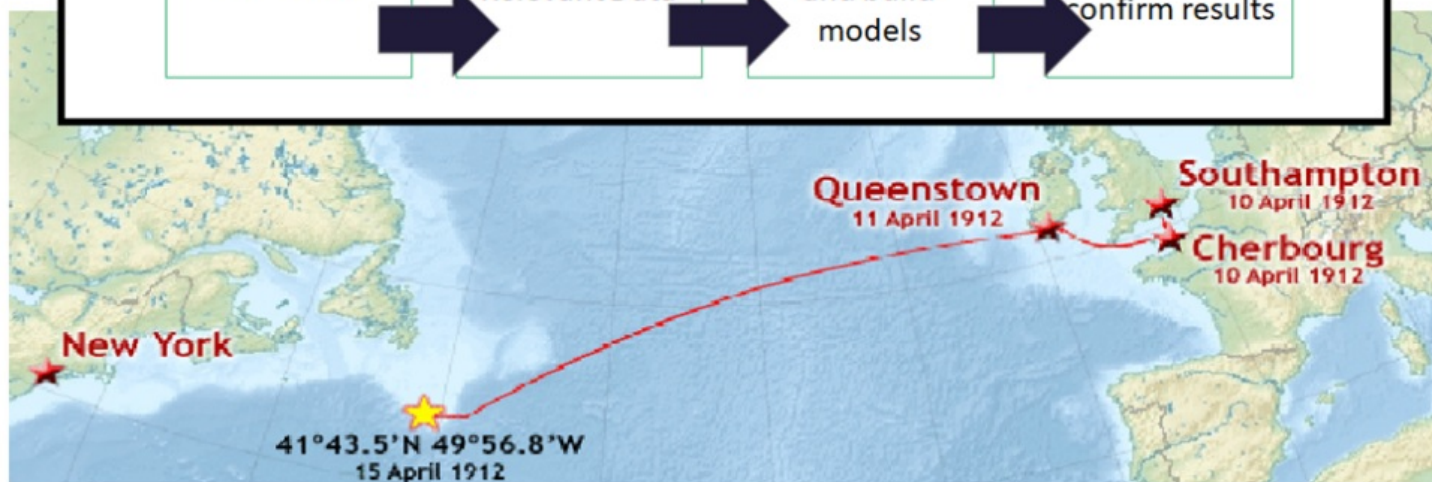 models
confirm results
Southampton
10 April 1912
Queenstown
11 April 1912
Cherbourg
10 April 1912
New York
41°43.5'N 49°56.8'W
15 April 1912